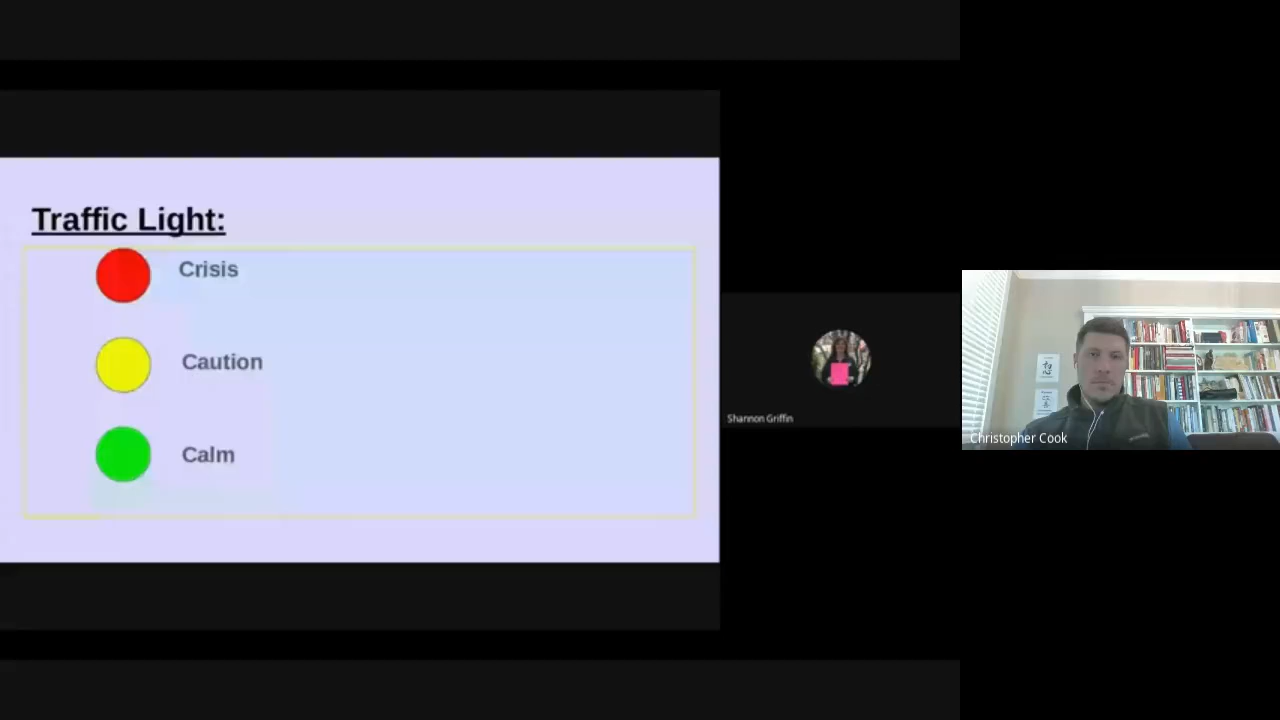 Traffic Light:
Crisis
Caution
Calm
Shannon Griffin
Christopher Cook